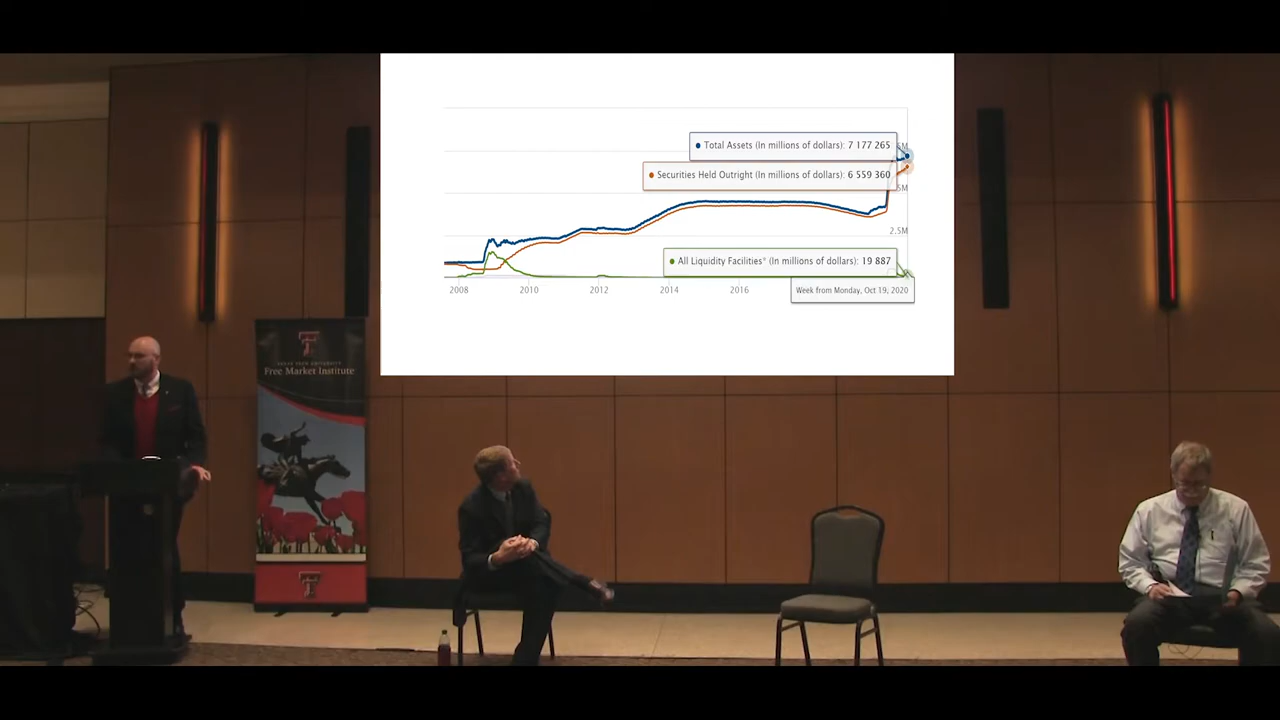 Total Assets (In millions of dollars): 7 177 265
Securities Held Outright (In millions of dollars): 6 559 360
2.5M
All Liquidity Facilities* (In millions of dollars): 19 887
2008 2010 2012 2014 2016
Week from Monday, Oct 19, 2020
Free Market Institute